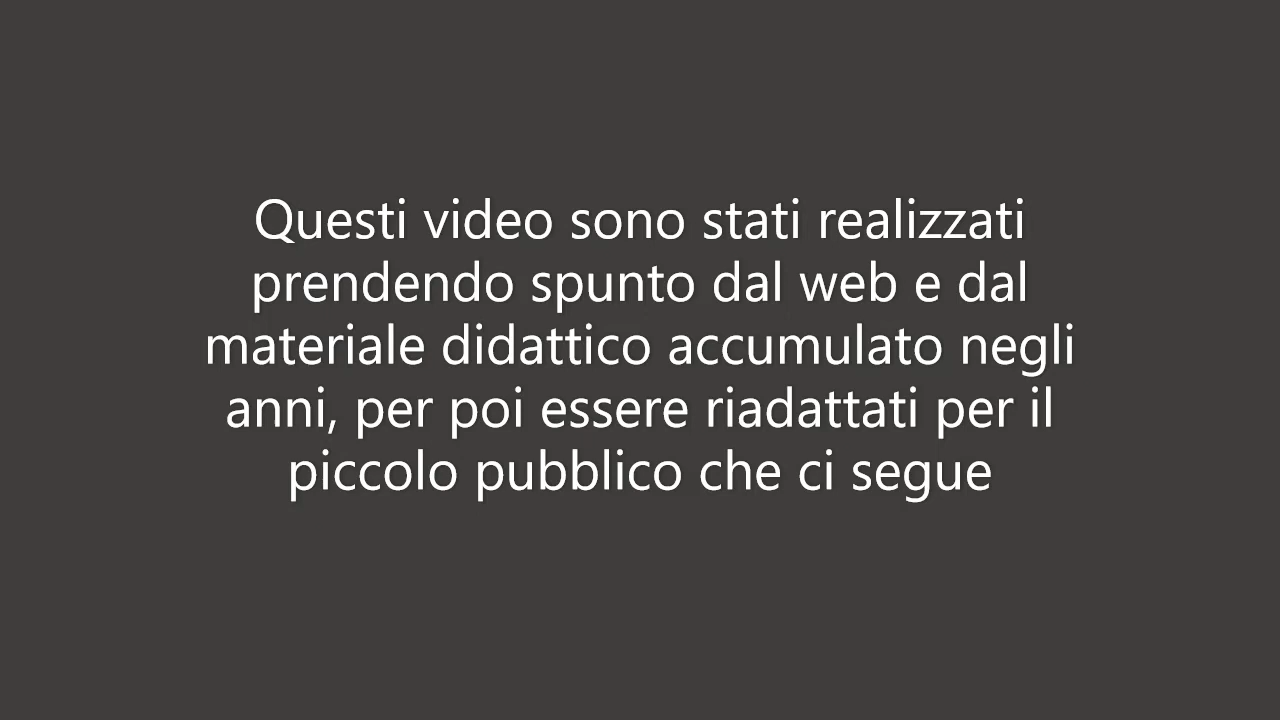 Questi video sono stati realizzati
prendendo spunto dal web e dal
materiale didattico accumulato negli
anni, per poi essere riadattati per il
piccolo pubblico che ci segue